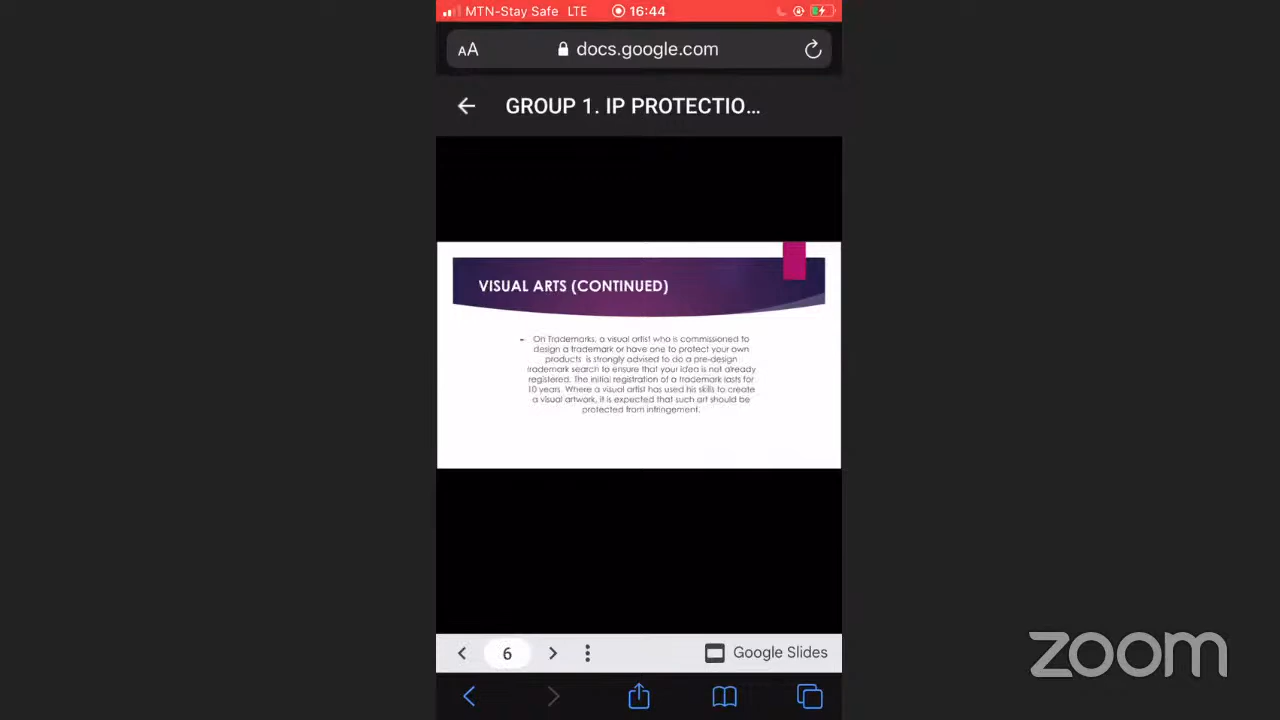 MTN-Stay Safe LTE 16:44
AA docs.google.com
GROUP 1. IP PROTECTIO...
VISUAL ARTS (CONTINUED)
- On Trademarks, a visual artist who is commissioned to
design a trademark or have one to protect your own
products is strongly advised to do a pre-design
trademark search to ensure that your idea is not already
registered. The initial registration of a trademark lasts for
10 years. Where a visual artist has used his skills to create
a visual artwork, it is expected that such art should be
protected from infringement.
6 Google Slides
zoom